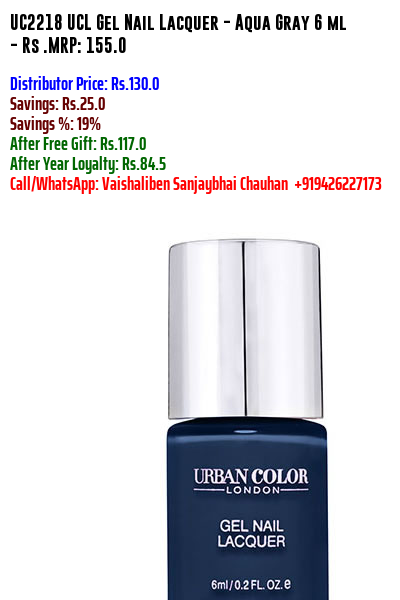 UC2218 UCL Gel Nail Lacquer - Aqua Gray 6 ml
- Rs .MRP: 155.0
Distributor Price: Rs.130.0
Savings: Rs.25.0
Savings %: 19%
After Free Gift: Rs.117.0
After Year Loyalty: Rs.84.5
Call/WhatsApp: Vaishaliben Sanjaybhai Chauhan +919426227173
URBAN COLOR
LONDON
GEL NAIL
LACQUER
6ml/0.2 FL. OZ. e